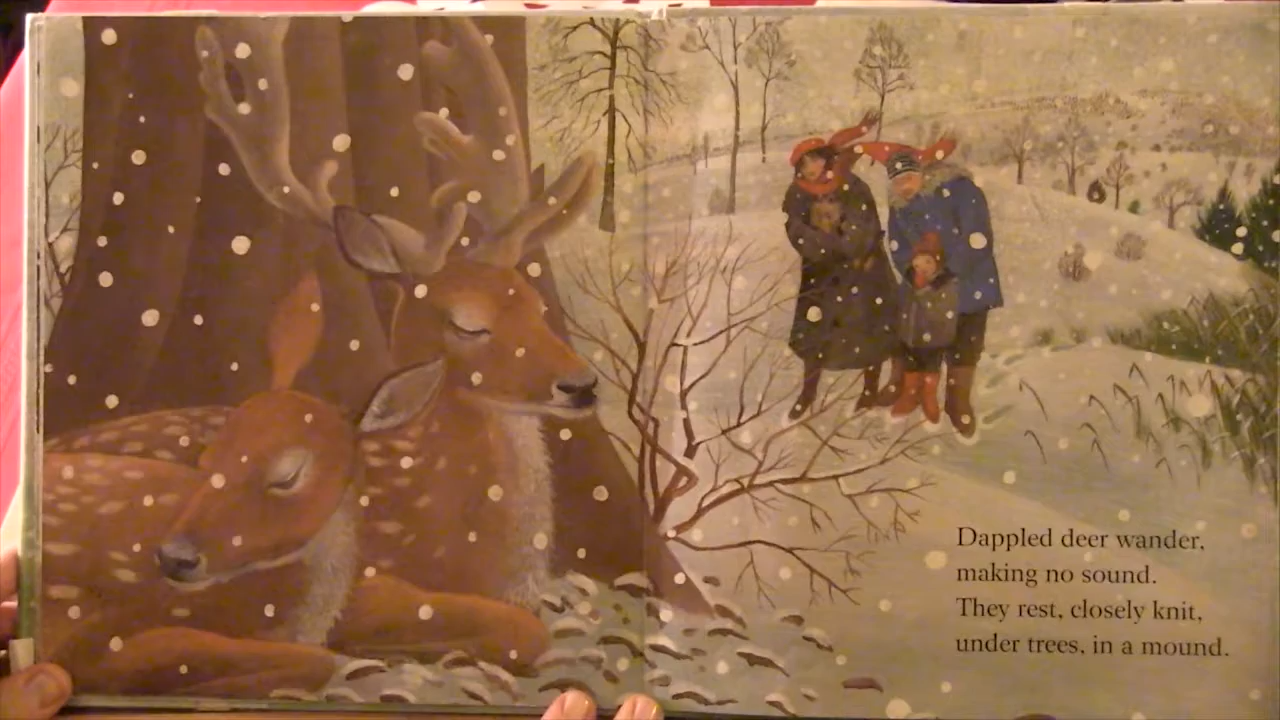 Dappled deer wander,
making no sound.
They rest, closely knit,
under trees, in a mound.